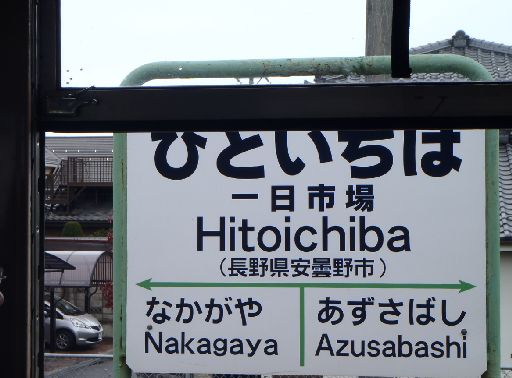 ひといちば
一日市場
Hitoichiba
（長野県安曇野市）
なかがや
Nakagaya
あずさばし
Azusabashi